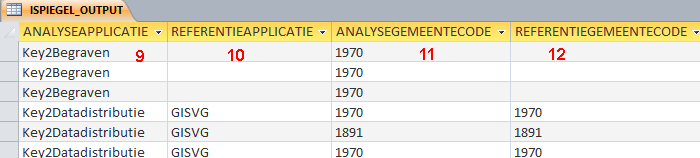 ISPIEGEL_OUTPUT
ANALYSEAPPLICATIE REFERENTIEAPPLICATIE ANALYSEGEMEENTECODE REFERENTIEGEMEENTECODE
Key2Begraven 9 10 1970 11 12
Key2Begraven 1970
Key2Begraven 1970
Key2Datadistributie GISVG 1970 1970
Key2Datadistributie GISVG 1891 1891
Key2Datadistributie GISVG 1970 1970